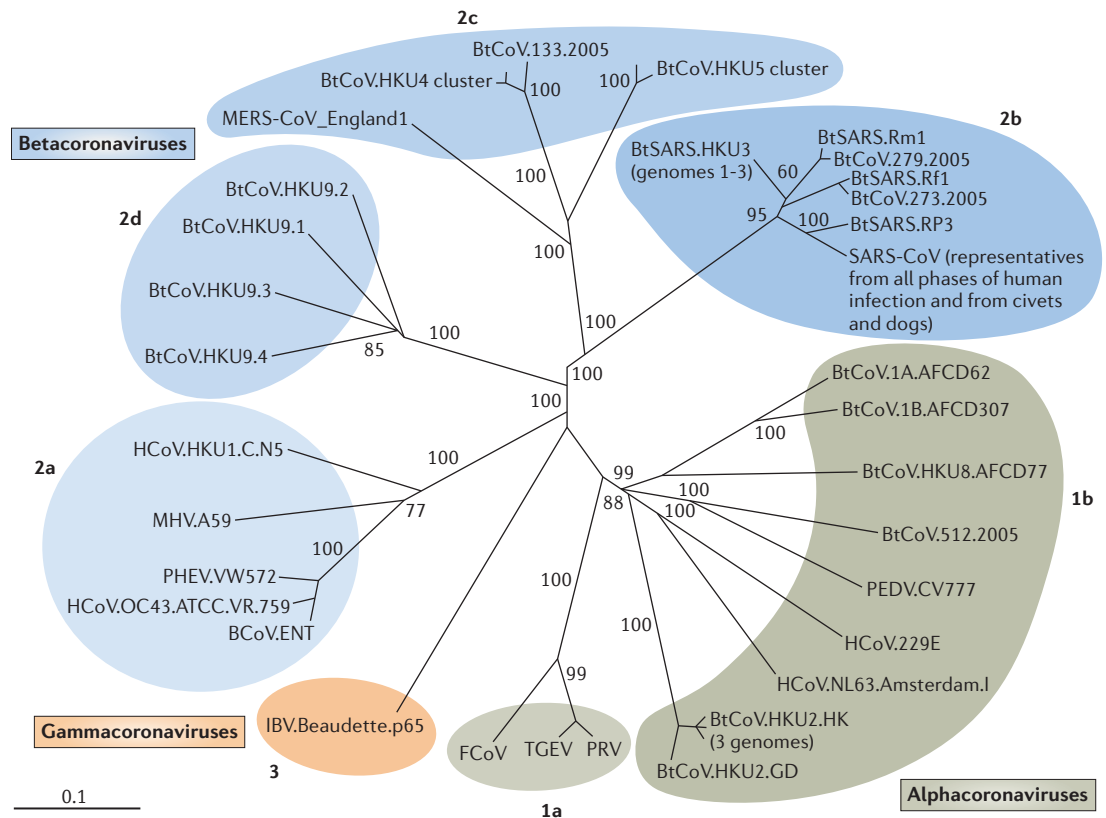 2c
BtCoV.133.2005
BtCoV.HKU4 cluster
100
100
BtCoV.HKU5 cluster
MERS-CoV_England1
Betacoronaviruses
100
100
2b
BtSARS.HKU3
(genomes 1-3)
60
BtSARS.Rm1
BtCoV.279.2005
BtSARS.Rf1
BtCoV.273.2005
95
100
BtSARS.RP3
SARS-CoV (representatives
from all phases of human
infection and from civets
and dogs)
100
2d
BtCoV.HKU9.2
BtCoV.HKU9.1
BtCoV.HKU9.3
BtCoV.HKU9.4
85
100
100
100
2a
HCoV.HKU1.C.N5
100
MHV.A59
77
100
PHEV.VW572
HCoV.OC43.ATCC.VR.759
BCoV.ENT
BtCoV.1A.AFCD62
BtCoV.1B.AFCD307
100
99
BtCoV.HKU8.AFCD77
1b
88
100
100
BtCoV.512.2005
PEDV.CV777
HCoV.229E
HCoV.NL63.Amsterdam.I
100
BtCoV.HKU2.HK
(3 genomes)
BtCoV.HKU2.GD
Alphacoronaviruses
100
99
FCoV
TGEV
PRV
1a
Gammacoronaviruses
IBV.Beaudette.p65
3
0.1